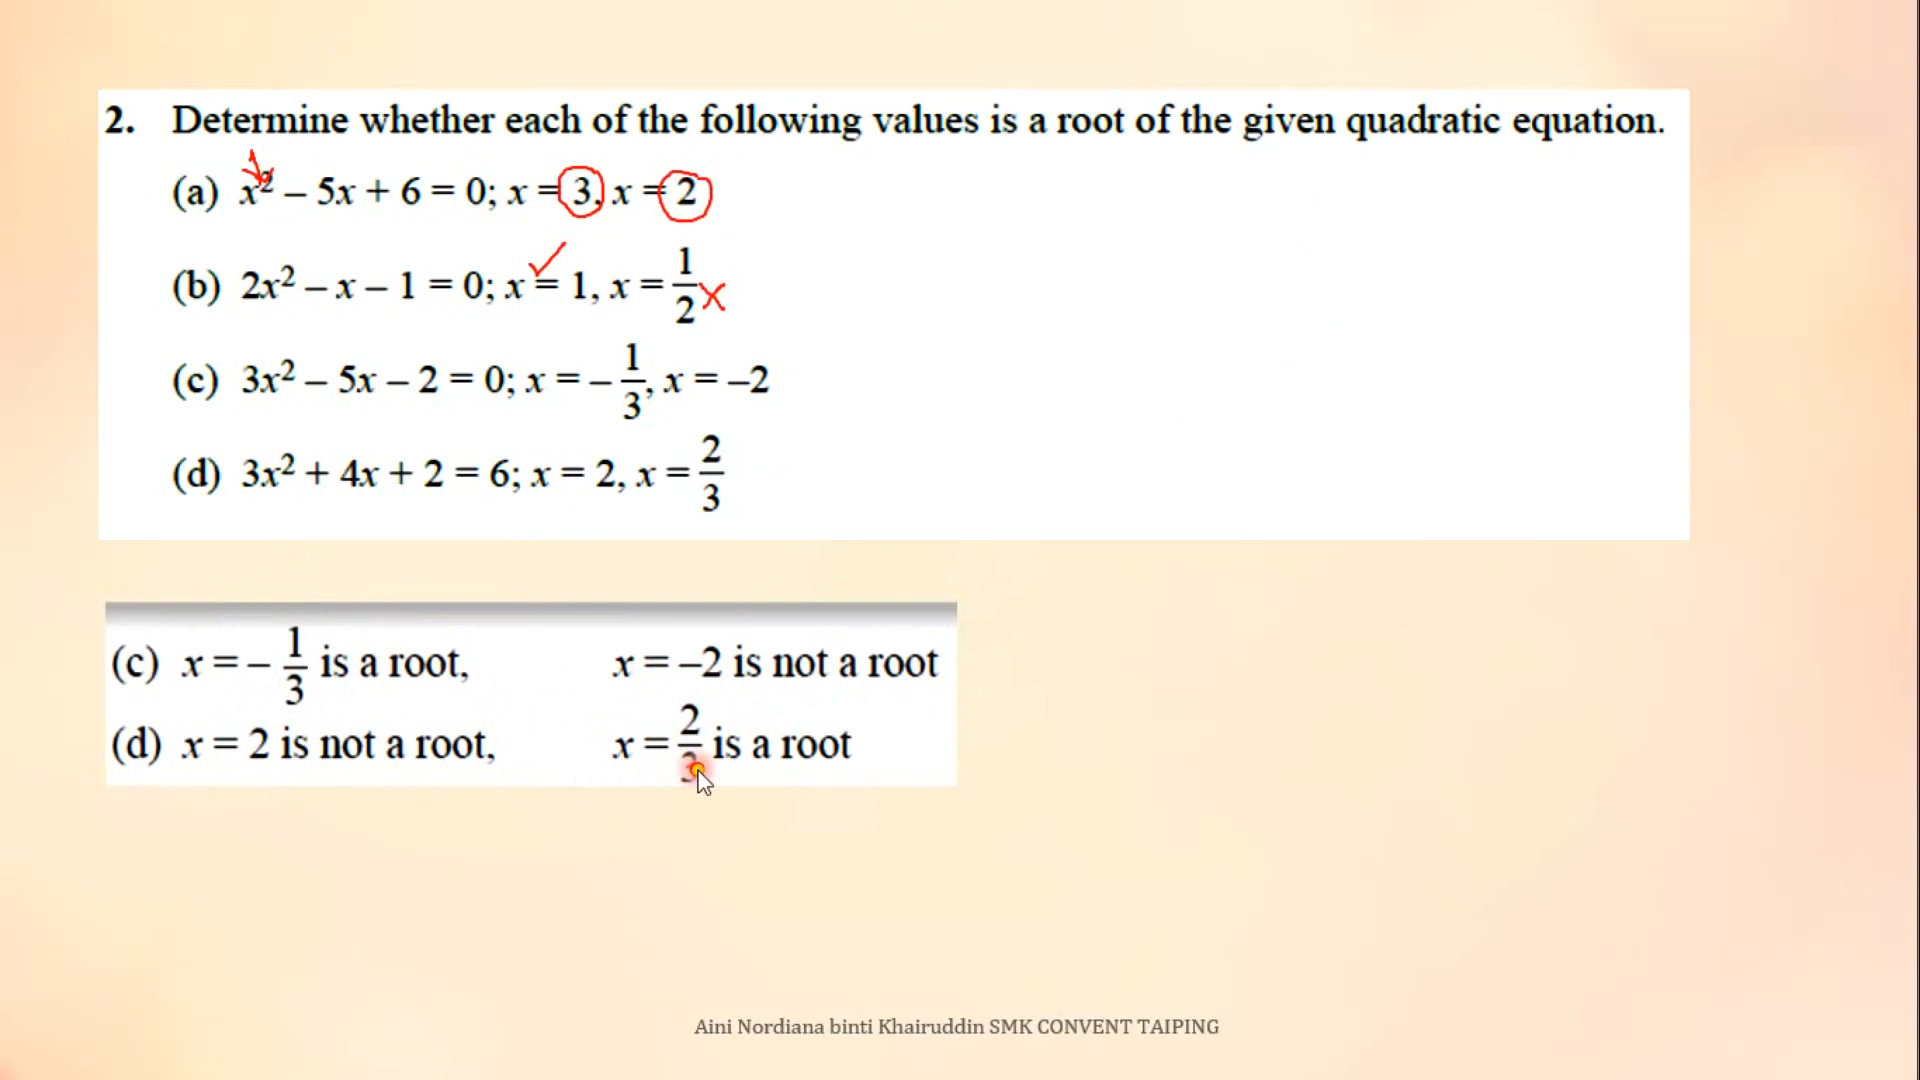 2. Determine whether each of the following values is a root of the given quadratic equation.
(a) x² – 5x + 6 = 0; x = 3, x = 2
(b) 2x² – x – 1 = 0; x = 1, x = 1/2
(c) 3x² – 5x – 2 = 0; x = – 1/3, x = –2
(d) 3x² + 4x + 2 = 6; x = 2, x = 2/3
(c) x = – 1/3 is a root, x = –2 is not a root
(d) x = 2 is not a root, x = 2/3 is a root
Aini Nordiana binti Khairuddin SMK CONVENT TAIPING